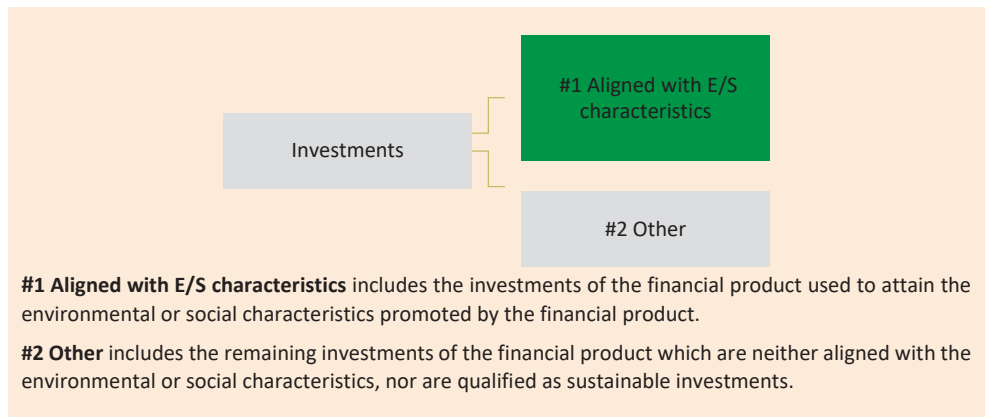 #1 Aligned with E/S
characteristics
Investments
#2 Other
#1 Aligned with E/S characteristics includes the investments of the financial product used to attain the
environmental or social characteristics promoted by the financial product.
#2 Other includes the remaining investments of the financial product which are neither aligned with the
environmental or social characteristics, nor are qualified as sustainable investments.